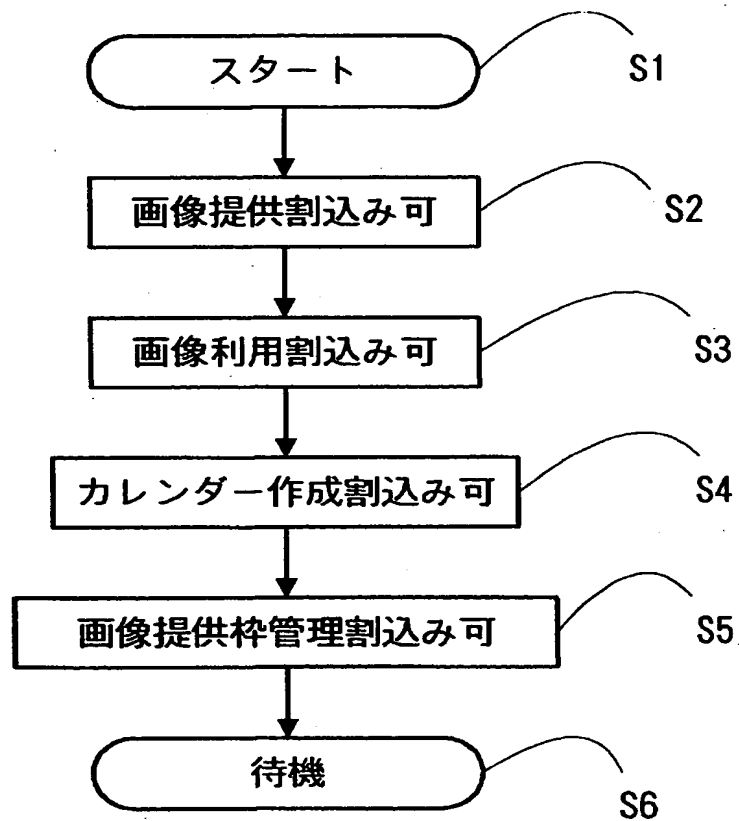 スタート
S1
画像提供割込み可
S2
画像利用割込み可
S3
カレンダー作成割込み可
S4
画像提供枠管理割込み可
S5
待機
S6